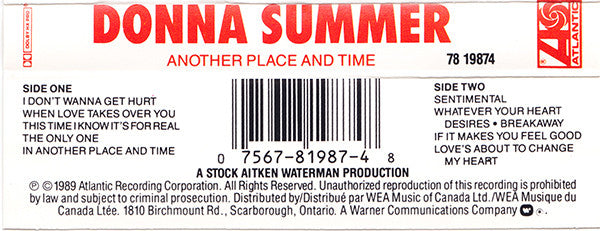 DOLBY HX PRO
DONNA SUMMER
ANOTHER PLACE AND TIME
78 19874
ATLANTIC
SIDE ONE
I DON'T WANNA GET HURT
WHEN LOVE TAKES OVER YOU
THIS TIME I KNOW IT'S FOR REAL
THE ONLY ONE
IN ANOTHER PLACE AND TIME
SIDE TWO
SENTIMENTAL
WHATEVER YOUR HEART
DESIRES • BREAKAWAY
IF IT MAKES YOU FEEL GOOD
LOVE'S ABOUT TO CHANGE
MY HEART
0 7567-81987-4 8
A STOCK AITKEN WATERMAN PRODUCTION
℗ © 1989 Atlantic Recording Corporation. All Rights Reserved. Unauthorized reproduction of this recording is prohibited
by law and subject to criminal prosecution. Distributed by/Distribué par WEA Music of Canada Ltd./WEA Musique du
Canada Ltée. 1810 Birchmount Rd., Scarborough, Ontario. A Warner Communications Company